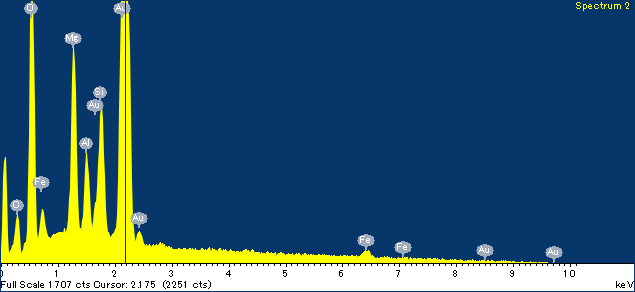 Spectrum 2
O Au
Mg
Si
Au
Al
Fe
C
Au
Fe
Fe
Au
Au
0 1 2 3 4 5 6 7 8 9 10
Full Scale 1707 cts Cursor: 2.175 (2251 cts) keV